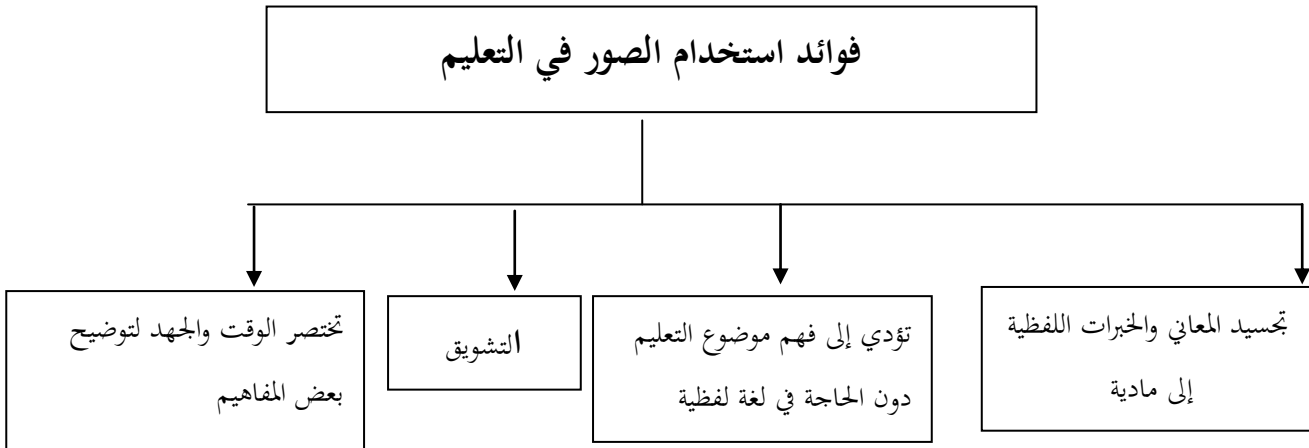 فوائد استخدام الصور في التعليم
تجسيد المعاني والخبرات اللفظية
إلى مادية
تؤدي إلى فهم موضوع التعليم
دون الحاجة في لغة لفظية
التشويق
تختصر الوقت والجهد لتوضيح
بعض المفاهيم